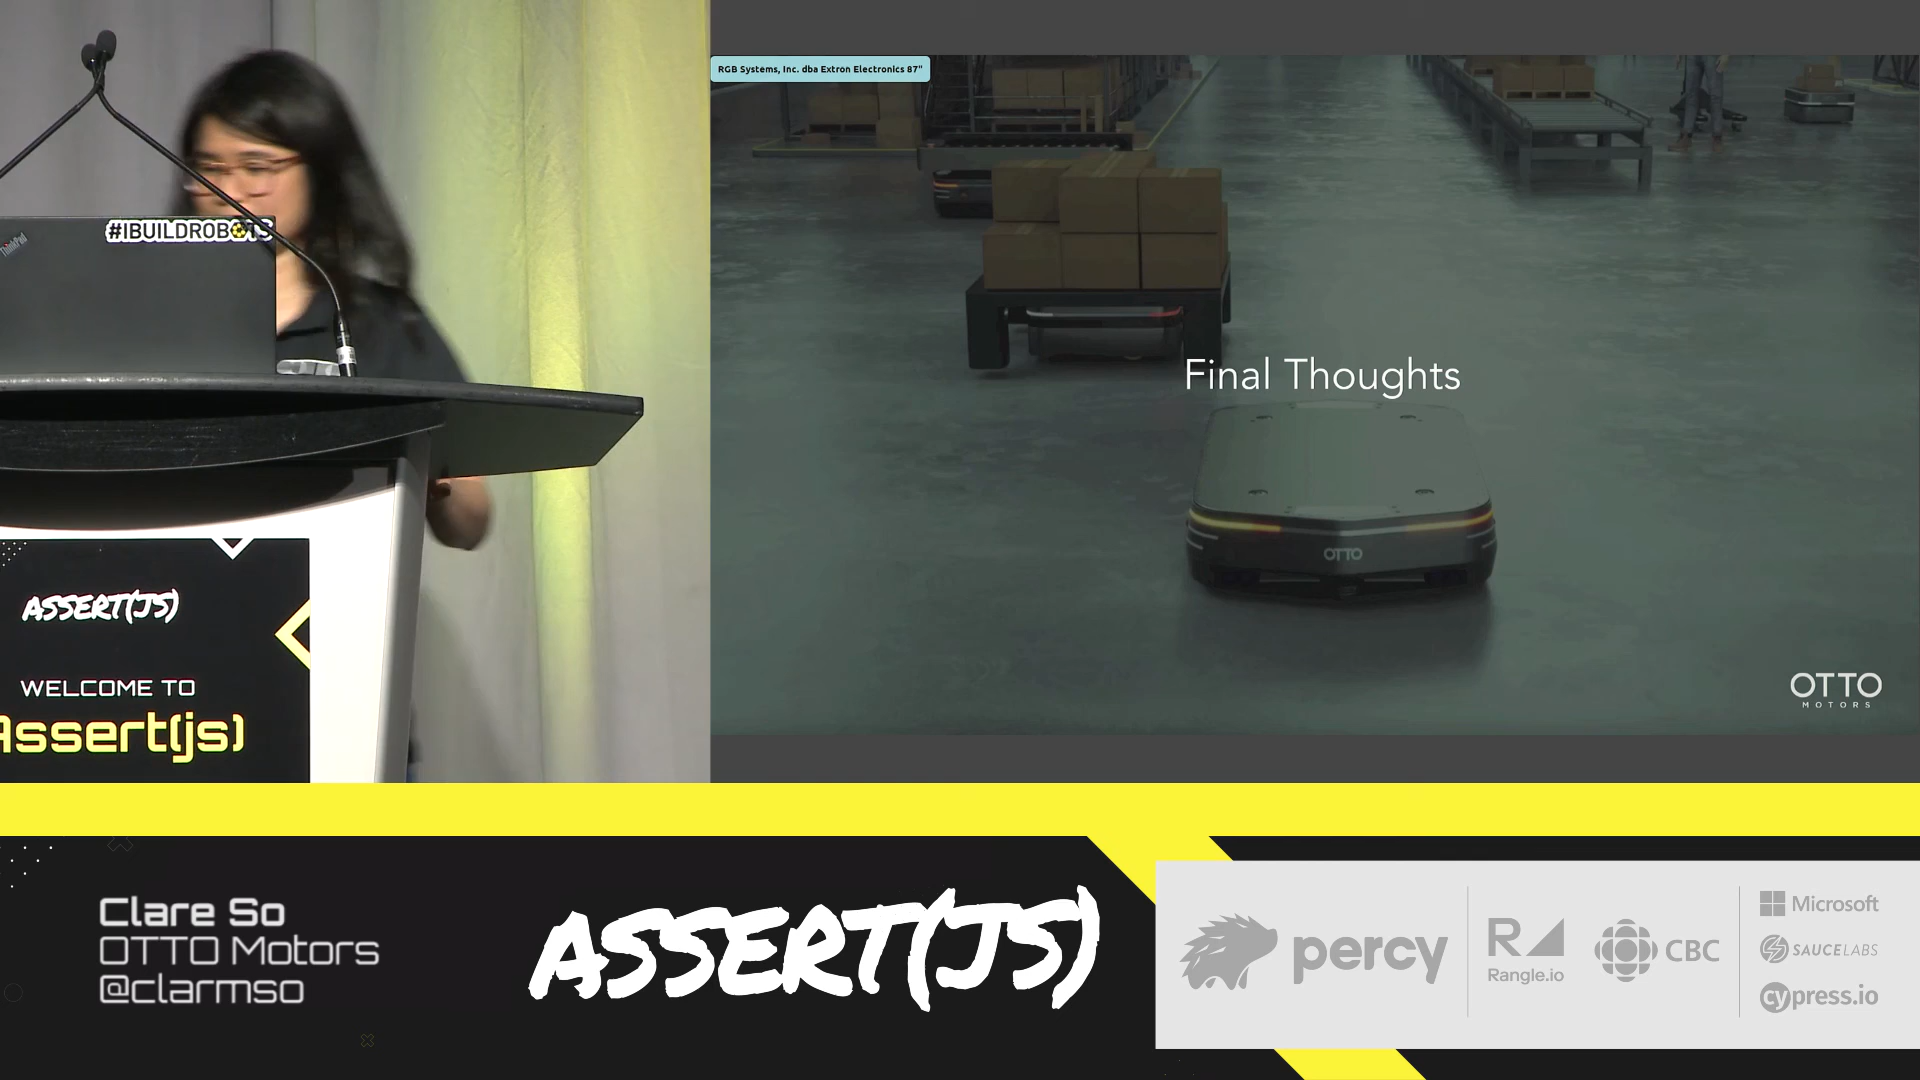 RGB Systems, Inc. dba Extron Electronics 87"
#IBUILDROBOTS
ThinkPad
Final Thoughts
OTTO
OTTO
MOTORS
ASSERT(JS)
WELCOME TO
Assert(js)
Clare So
OTTO Motors
@clarmso
ASSERT(JS)
percy
Rangle.io
CBC
Microsoft
SAUCELABS
cypress.io